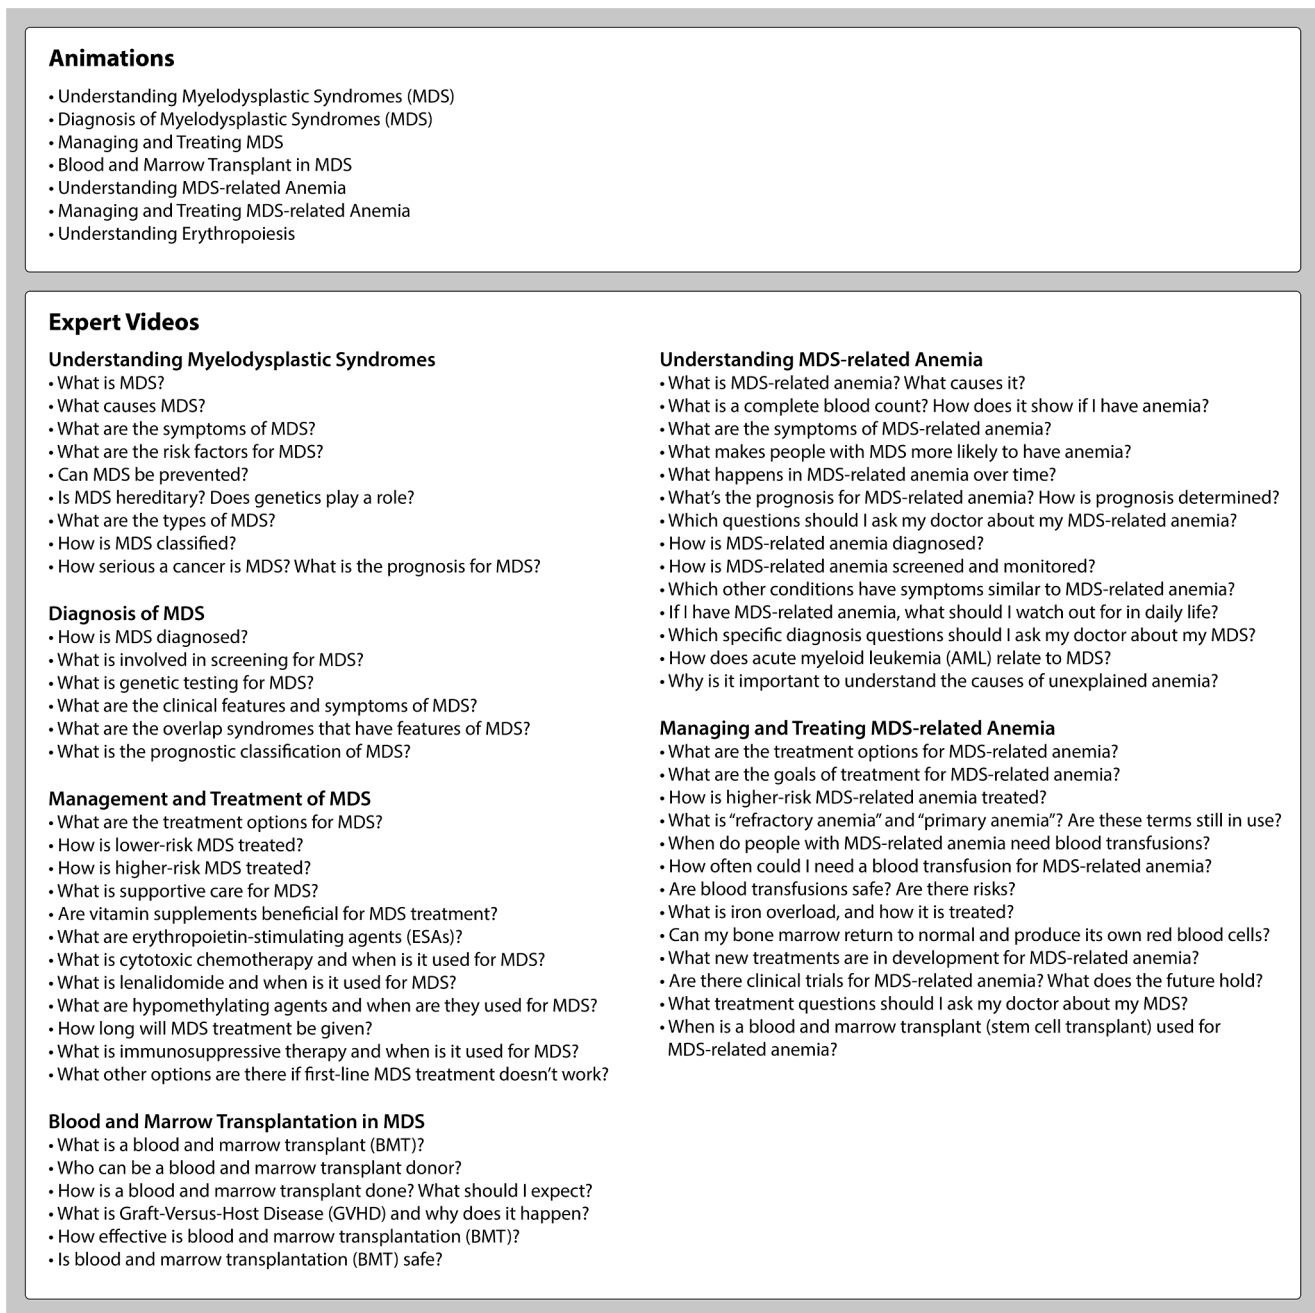 Animations
• Understanding Myelodysplastic Syndromes (MDS)
• Diagnosis of Myelodysplastic Syndromes (MDS)
• Managing and Treating MDS
• Blood and Marrow Transplant in MDS
• Understanding MDS-related Anemia
• Managing and Treating MDS-related Anemia
• Understanding Erythropoiesis
Expert Videos
Understanding Myelodysplastic Syndromes
• What is MDS?
• What causes MDS?
• What are the symptoms of MDS?
• What are the risk factors for MDS?
• Can MDS be prevented?
• Is MDS hereditary? Does genetics play a role?
• What are the types of MDS?
• How is MDS classified?
• How serious a cancer is MDS? What is the prognosis for MDS?
Diagnosis of MDS
• How is MDS diagnosed?
• What is involved in screening for MDS?
• What is genetic testing for MDS?
• What are the clinical features and symptoms of MDS?
• What are the overlap syndromes that have features of MDS?
• What is the prognostic classification of MDS?
Management and Treatment of MDS
• What are the treatment options for MDS?
• How is lower-risk MDS treated?
• How is higher-risk MDS treated?
• What is supportive care for MDS?
• Are vitamin supplements beneficial for MDS treatment?
• What are erythropoietin-stimulating agents (ESAs)?
• What is cytotoxic chemotherapy and when is it used for MDS?
• What is lenalidomide and when is it used for MDS?
• What are hypomethylating agents and when are they used for MDS?
• How long will MDS treatment be given?
• What is immunosuppressive therapy and when is it used for MDS?
• What other options are there if first-line MDS treatment doesn’t work?
Blood and Marrow Transplantation in MDS
• What is a blood and marrow transplant (BMT)?
• Who can be a blood and marrow transplant donor?
• How is a blood and marrow transplant done? What should I expect?
• What is Graft-Versus-Host Disease (GVHD) and why does it happen?
• How effective is blood and marrow transplantation (BMT)?
• Is blood and marrow transplantation (BMT) safe?
Understanding MDS-related Anemia
• What is MDS-related anemia? What causes it?
• What is a complete blood count? How does it show if I have anemia?
• What are the symptoms of MDS-related anemia?
• What makes people with MDS more likely to have anemia?
• What happens in MDS-related anemia over time?
• What’s the prognosis for MDS-related anemia? How is prognosis determined?
• Which questions should I ask my doctor about my MDS-related anemia?
• How is MDS-related anemia diagnosed?
• How is MDS-related anemia screened and monitored?
• Which other conditions have symptoms similar to MDS-related anemia?
• If I have MDS-related anemia, what should I watch out for in daily life?
• Which specific diagnosis questions should I ask my doctor about my MDS?
• How does acute myeloid leukemia (AML) relate to MDS?
• Why is it important to understand the causes of unexplained anemia?
Managing and Treating MDS-related Anemia
• What are the treatment options for MDS-related anemia?
• What are the goals of treatment for MDS-related anemia?
• How is higher-risk MDS-related anemia treated?
• What is “refractory anemia” and “primary anemia”? Are these terms still in use?
• When do people with MDS-related anemia need blood transfusions?
• How often could I need a blood transfusion for MDS-related anemia?
• Are blood transfusions safe? Are there risks?
• What is iron overload, and how it is treated?
• Can my bone marrow return to normal and produce its own red blood cells?
• What new treatments are in development for MDS-related anemia?
• Are there clinical trials for MDS-related anemia? What does the future hold?
• What treatment questions should I ask my doctor about my MDS?
• When is a blood and marrow transplant (stem cell transplant) used for
MDS-related anemia?